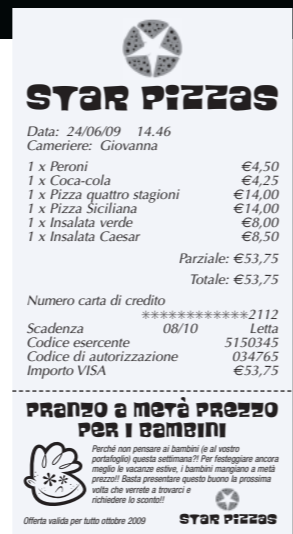 STAR PIZZAS
Data: 24/06/09 14.46
Cameriere: Giovanna
1 x Peroni €4,50
1 x Coca-cola €4,25
1 x Pizza quattro stagioni €14,00
1 x Pizza Siciliana €14,00
1 x Insalata verde €8,00
1 x Insalata Caesar €8,50
Parziale: €53,75
Totale: €53,75
Numero carta di credito
************2112
Scadenza 08/10 Letta
Codice esercente 5150345
Codice di autorizzazione 034765
Importo VISA €53,75
PRANZO A METÀ PREZZO
PER I BAMBINI
Perché non pensare ai bambini (e al vostro
portafoglio) questa settimana?! Per festeggiare ancora
meglio le vacanze estive, i bambini mangiano a metà
prezzo!! Basta presentare questo buono la prossima
volta che verrete a trovarci e
richiedere lo sconto!!
Offerta valida per tutto ottobre 2009
STAR PIZZAS